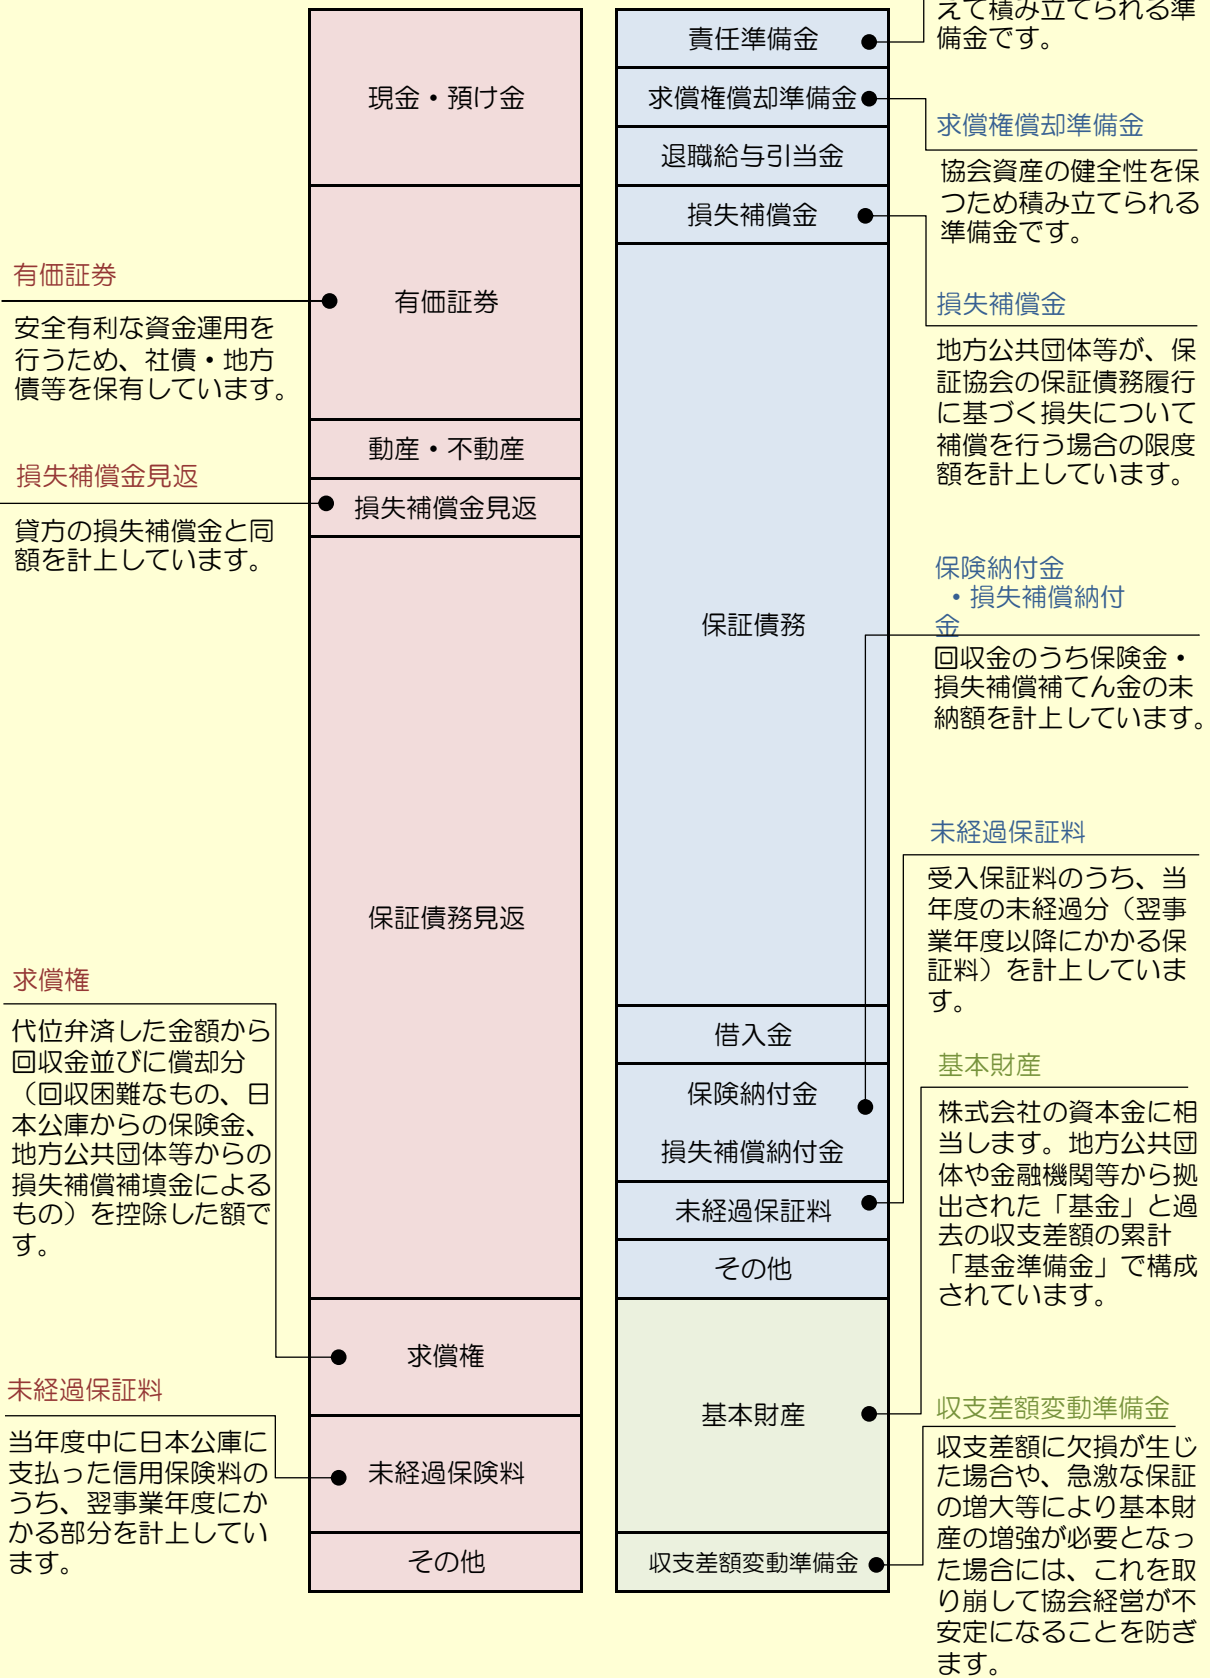 有価証券
安全有利な資金運用を
行うため、社債・地方
債等を保有しています。
損失補償金見返
貸方の損失補償金と同
額を計上しています。
求償権
代位弁済した金額から
回収金並びに償却分
（回収困難なもの、日
本公庫からの保険金、
地方公共団体等からの
損失補償補填金による
もの）を控除した額で
す。
未経過保証料
当年度中に日本公庫に
支払った信用保険料の
うち、翌事業年度にか
かる部分を計上してい
ます。
現金・預け金
有価証券
動産・不動産
損失補償金見返
保証債務見返
求償権
未経過保険料
その他
責任準備金
求償権償却準備金
退職給与引当金
損失補償金
保証債務
借入金
保険納付金
損失補償納付金
未経過保証料
その他
基本財産
収支差額変動準備金
えて積み立てられる準
備金です。
求償権償却準備金
協会資産の健全性を保
つため積み立てられる
準備金です。
損失補償金
地方公共団体等が、保
証協会の保証債務履行
に基づく損失について
補償を行う場合の限度
額を計上しています。
保険納付金
・損失補償納付
金
回収金のうち保険金・
損失補償補てん金の未
納額を計上しています。
未経過保証料
受入保証料のうち、当
年度の未経過分（翌事
業年度以降にかかる保
証料）を計上していま
す。
基本財産
株式会社の資本金に相
当します。地方公共団
体や金融機関等から拠
出された「基金」と過
去の収支差額の累計
「基金準備金」で構成
されています。
収支差額変動準備金
収支差額に欠損が生じ
た場合や、急激な保証
の増大等により基本財
産の増強が必要となっ
た場合には、これを取
り崩して協会経営が不
安定になることを防ぎ
ます。